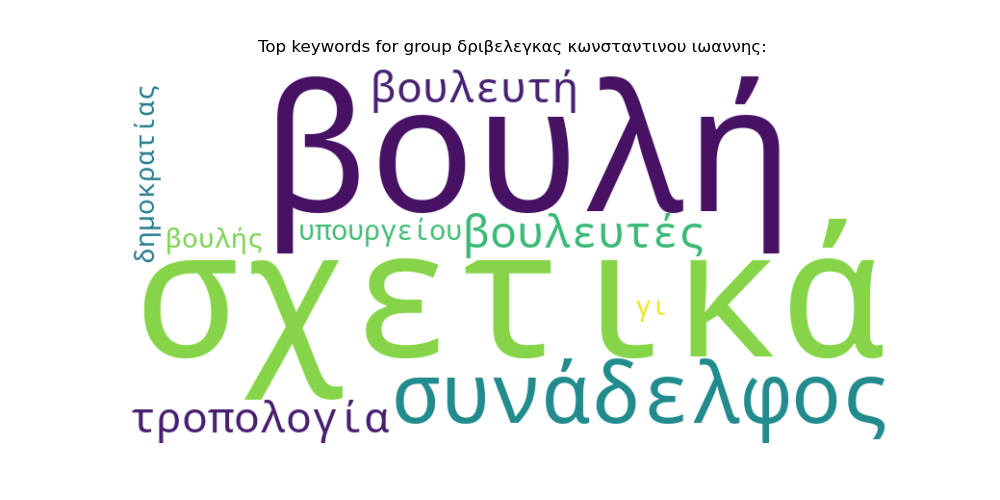 Top keywords for group δριβελεγκας κωνσταντινου ιωαννης:
βουλευτή
δημοκρατίας
βουλή
βουλής
υπουργείου
βουλευτές
σχετικά
γι
συνάδελφος
τροπολογία